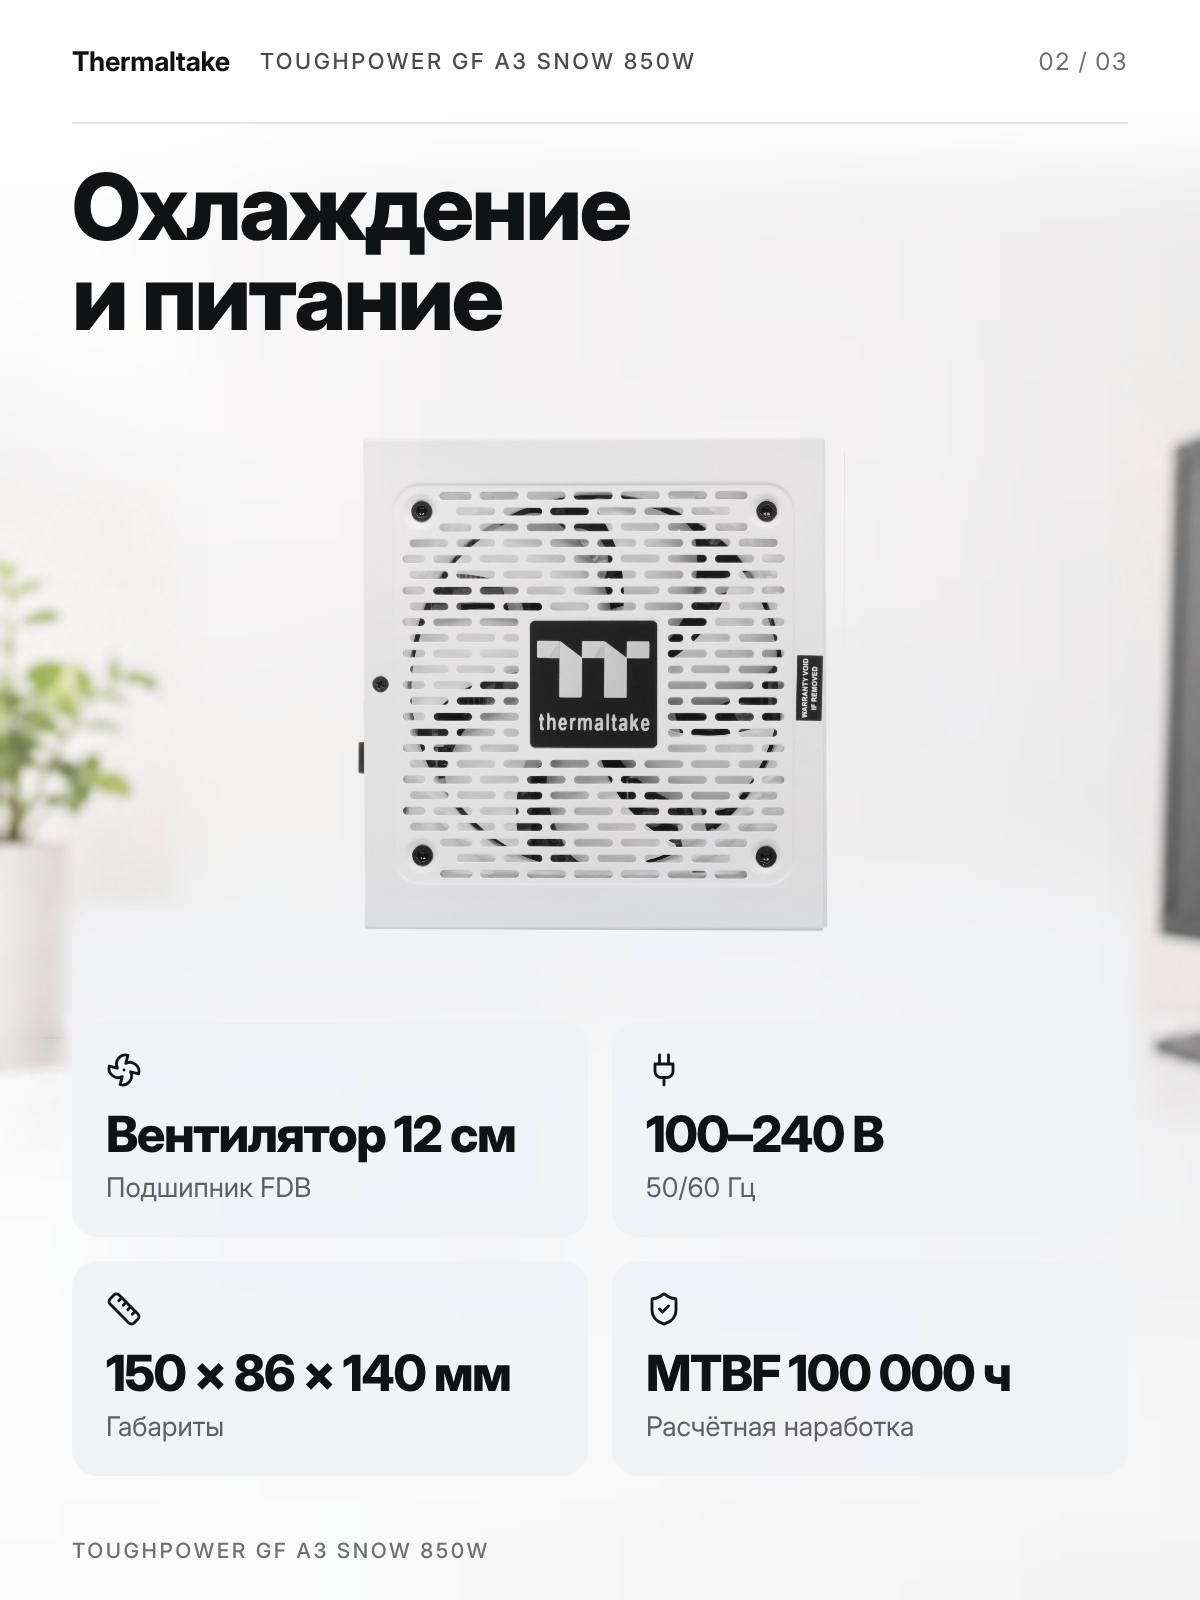 Thermaltake TOUGHPOWER GF A3 SNOW 850W 02 / 03
Охлаждение
и питание
thermaltake
WARRANTY VOID
IF REMOVED
Вентилятор 12 см
Подшипник FDB
100–240 В
50/60 Гц
150 × 86 × 140 мм
Габариты
MTBF 100 000 ч
Расчётная наработка
TOUGHPOWER GF A3 SNOW 850W